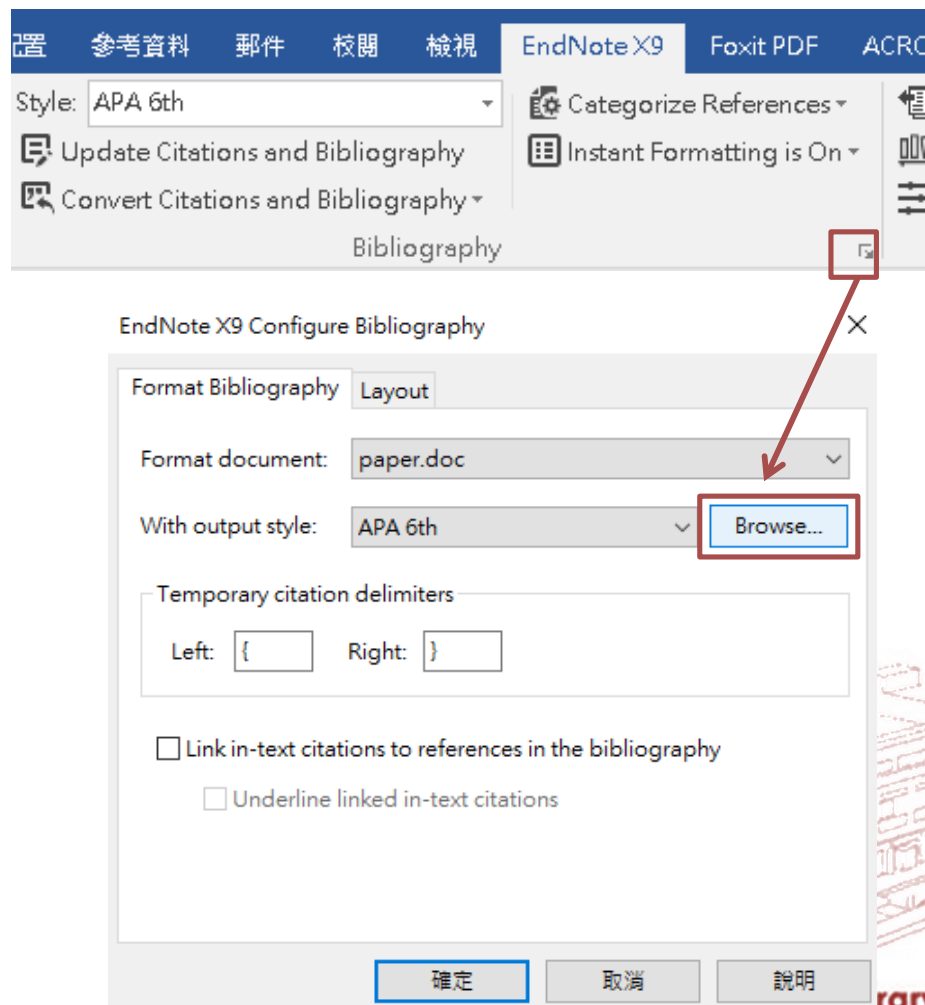 置 參考資料 郵件 校閱 檢視 EndNote X9 Foxit PDF ACRO
Style: APA 6th Categorize References
Update Citations and Bibliography Instant Formatting is On
Convert Citations and Bibliography
Bibliography
EndNote X9 Configure Bibliography
Format Bibliography Layout
Format document: paper.doc
With output style: APA 6th Browse...
Temporary citation delimiters
Left: { Right: }
Link in-text citations to references in the bibliography
Underline linked in-text citations
確定 取消 說明